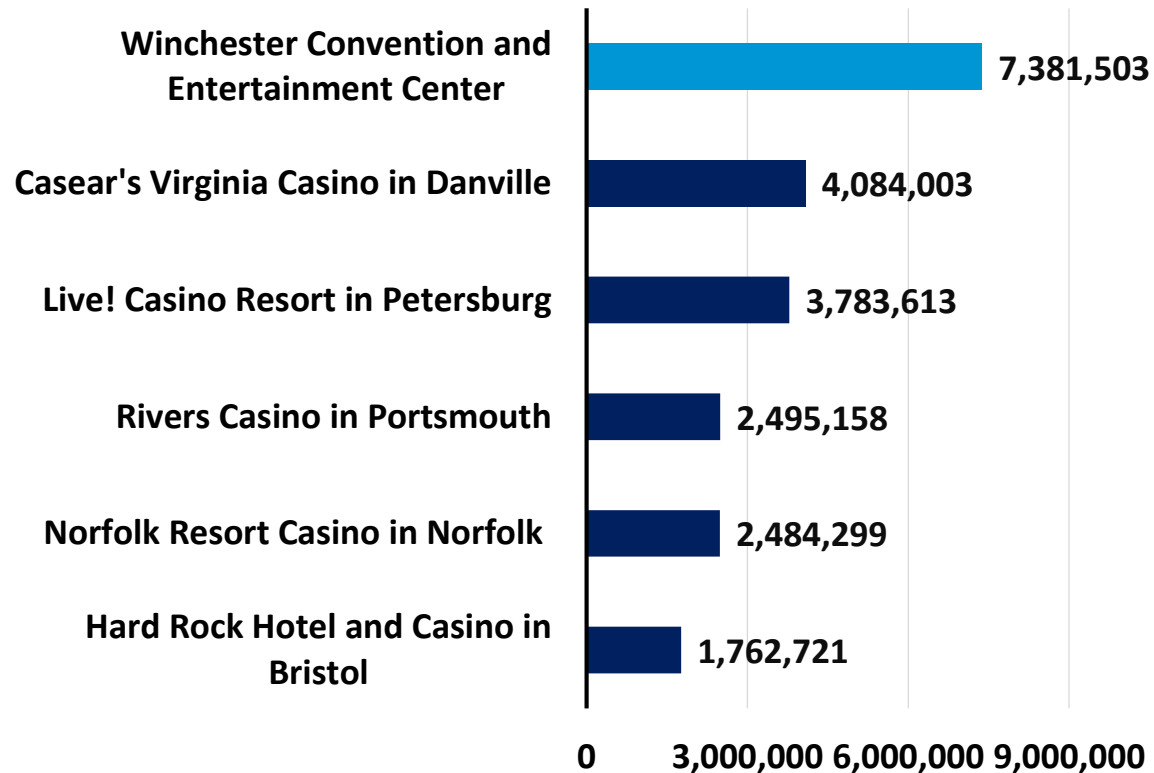 Winchester Convention and
Entertainment Center
7,381,503
Casear's Virginia Casino in Danville
4,084,003
Live! Casino Resort in Petersburg
3,783,613
Rivers Casino in Portsmouth
2,495,158
Norfolk Resort Casino in Norfolk
2,484,299
Hard Rock Hotel and Casino in
Bristol
1,762,721
0 3,000,000 6,000,000 9,000,000